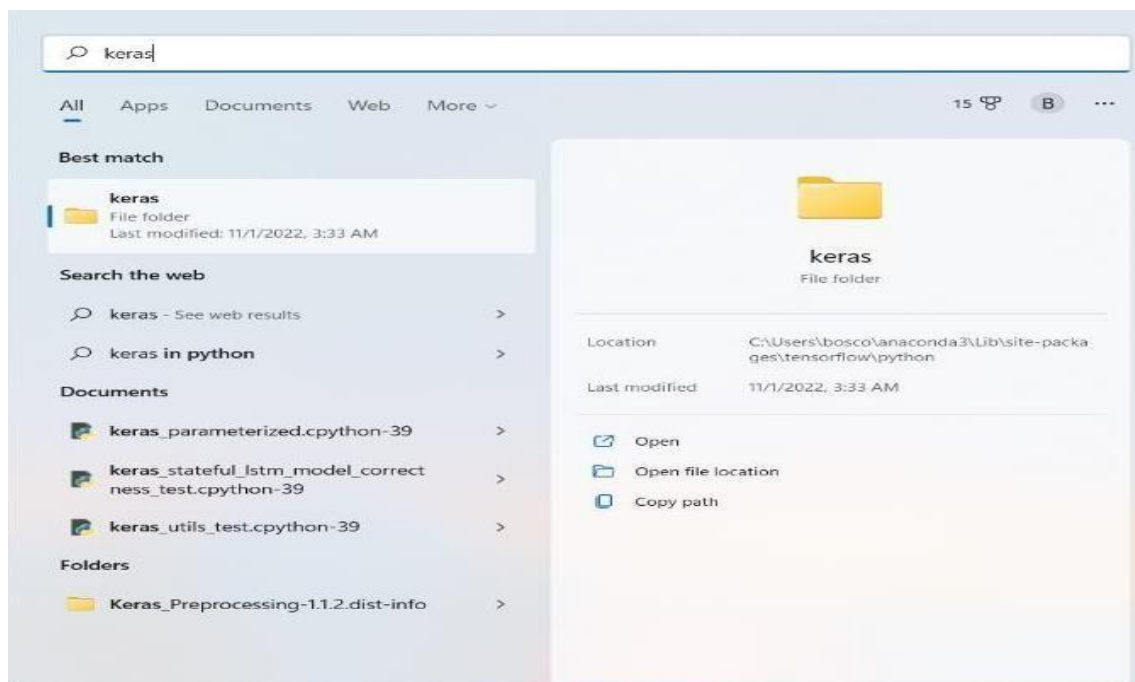 keras
All Apps Documents Web More
15 B ...
Best match
keras
File folder
Last modified: 11/1/2022, 3:33 AM
Search the web
keras - See web results
keras in python
Documents
keras_parameterized.cpython-39
keras_stateful_lstm_model_correct
ness_test.cpython-39
keras_utils_test.cpython-39
Folders
Keras_Preprocessing-1.1.2.dist-info
keras
File folder
Location C:\Users\bosco\anaconda3\Lib\site-packa
ges\tensorflow\python
Last modified 11/1/2022, 3:33 AM
Open
Open file location
Copy path